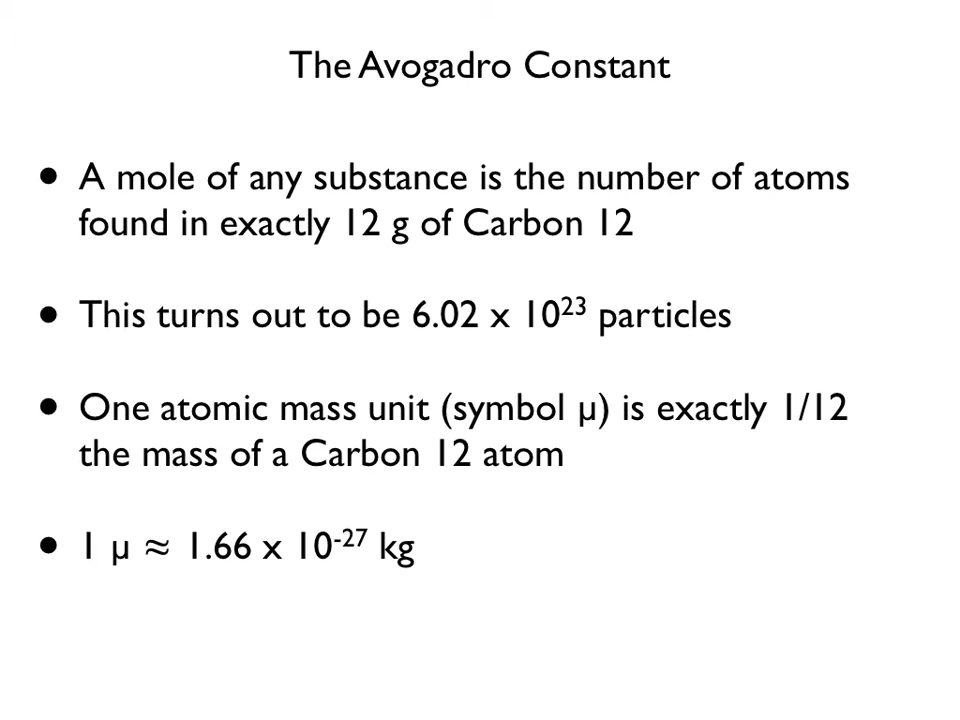 The Avogadro Constant
• A mole of any substance is the number of atoms
found in exactly 12 g of Carbon 12
• This turns out to be 6.02 x 10²³ particles
• One atomic mass unit (symbol µ) is exactly 1/12
the mass of a Carbon 12 atom
• 1 µ ≈ 1.66 x 10⁻²⁷ kg